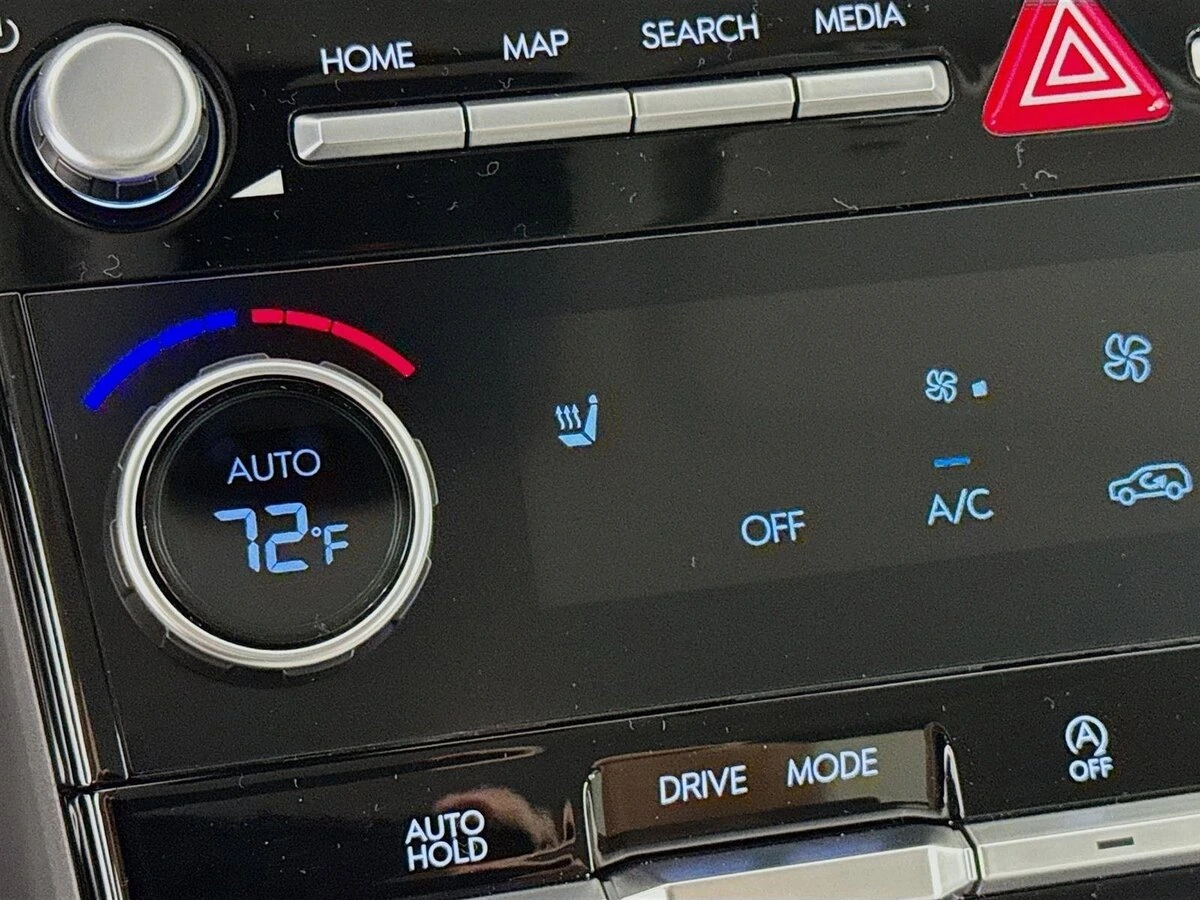 HOME
MAP
SEARCH
MEDIA
AUTO
72°F
OFF
A/C
AUTO
HOLD
DRIVE MODE
A
OFF